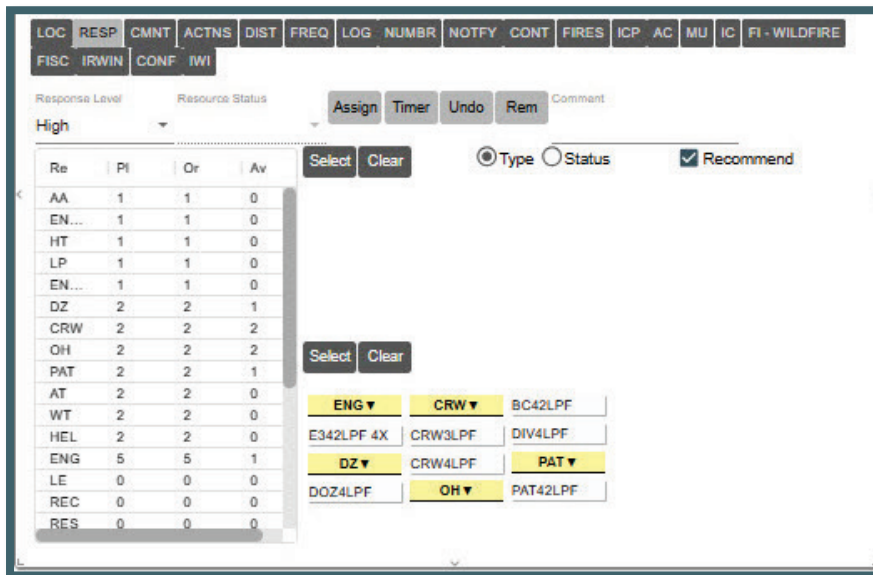 LOC RESP CMNT ACTNS DIST FREQ LOG NUMBR NOTFY CONT FIRES ICP AC MU IC FI - WILDFIRE
FISC IRWIN CONF IWI
Response Level Resource Status Assign Timer Undo Rem Comment
High
Select Clear Type Status Recommend
Re Pl Or Av
AA 1 1 0
EN... 1 1 0
HT 1 1 0
LP 1 1 0
EN... 1 1 0
DZ 2 2 1
CRW 2 2 2
OH 2 2 2
PAT 2 2 1
AT 2 2 0
WT 2 2 0
HEL 2 2 0
ENG 5 5 1
LE 0 0 0
REC 0 0 0
RES 0 0 0
Select Clear
ENG ▼ CRW ▼ BC42LPF
E342LPF 4X CRW3LPF DIV4LPF
DZ ▼ CRW4LPF PAT ▼
DOZ4LPF OH ▼ PAT42LPF